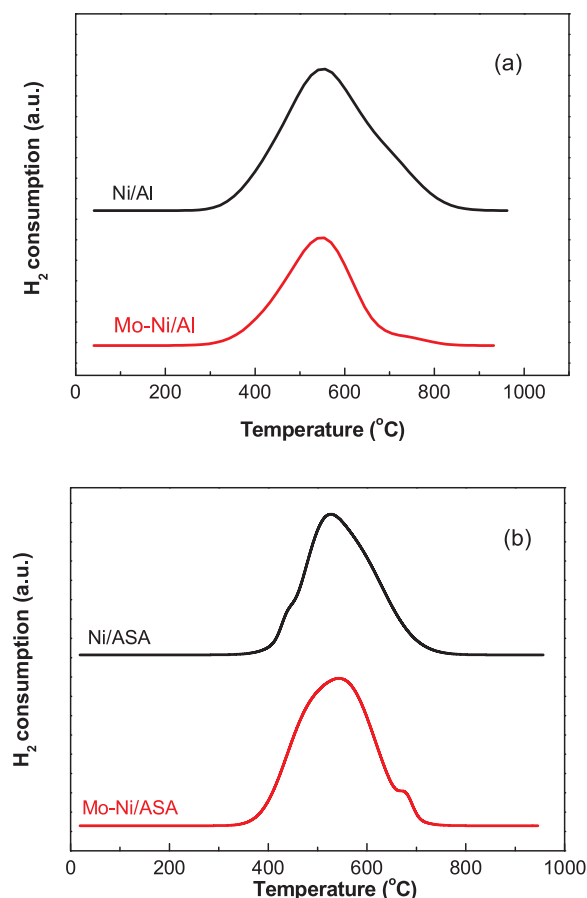 (a)
H₂ consumption (a.u.)
Ni/Al
Mo-Ni/Al
0 200 400 600 800 1000
Temperature (°C)
(b)
H₂ consumption (a.u.)
Ni/ASA
Mo-Ni/ASA
0 200 400 600 800 1000
Temperature (°C)